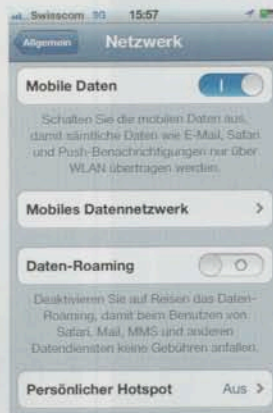 Swisscom 3G 15:57
Allgemein Netzwerk
Mobile Daten
Schalten Sie die mobilen Daten aus,
damit sämtliche Daten wie E-Mail, Safari
und Push-Benachrichtigungen nur über
WLAN übertragen werden.
Mobiles Datennetzwerk
Daten-Roaming
Deaktivieren Sie auf Reisen das Daten-
Roaming, damit beim Benutzen von
Safari, Mail, MMS und anderen
Datendiensten keine Gebühren anfallen.
Persönlicher Hotspot Aus